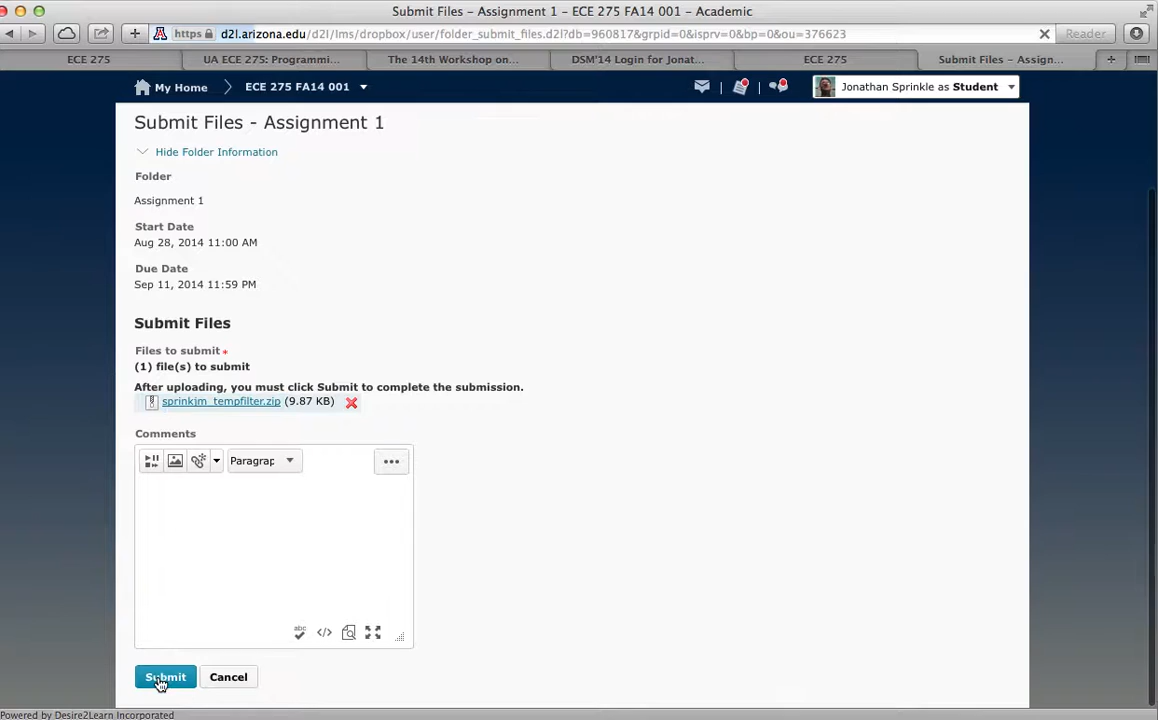 Submit Files - Assignment 1 - ECE 275 FA14 001 - Academic
https d2l.arizona.edu/d2l/lms/dropbox/user/folder_submit_files.d2l?db=960817&grpid=0&isprv=0&bp=0&ou=376623 Reader
ECE 275 UA ECE 275: Programmi... The 14th Workshop on... DSM'14 Login for Jonat... ECE 275 Submit Files - Assign...
My Home ECE 275 FA14 001 Jonathan Sprinkle as Student
Submit Files - Assignment 1
Hide Folder Information
Folder
Assignment 1
Start Date
Aug 28, 2014 11:00 AM
Due Date
Sep 11, 2014 11:59 PM
Submit Files
Files to submit *
(1) file(s) to submit
After uploading, you must click Submit to complete the submission.
sprinkjm_tempfilter.zip (9.87 KB)
Comments
Paragrap
abc
Submit Cancel
Powered by Desire2Learn Incorporated